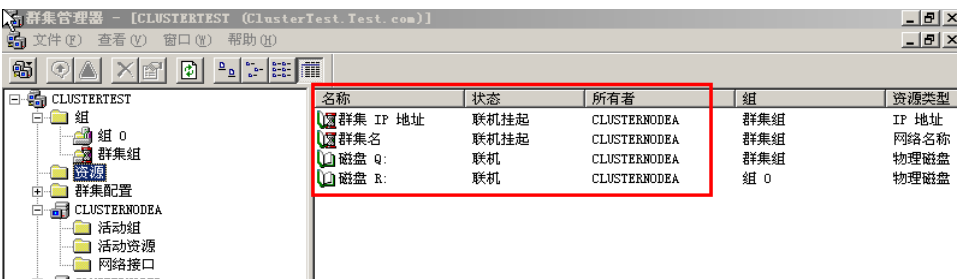 群集管理器 - [CLUSTERTEST (ClusterTest.Test.com)]
文件(F) 查看(V) 窗口(W) 帮助(H)
CLUSTERTEST
组
组 0
群集组
资源
群集配置
CLUSTERNODEA
活动组
活动资源
网络接口
名称 状态 所有者 组 资源类型
群集 IP 地址 联机挂起 CLUSTERNODEA 群集组 IP 地址
群集名 联机挂起 CLUSTERNODEA 群集组 网络名称
磁盘 Q: 联机 CLUSTERNODEA 群集组 物理磁盘
磁盘 R: 联机 CLUSTERNODEA 组 0 物理磁盘